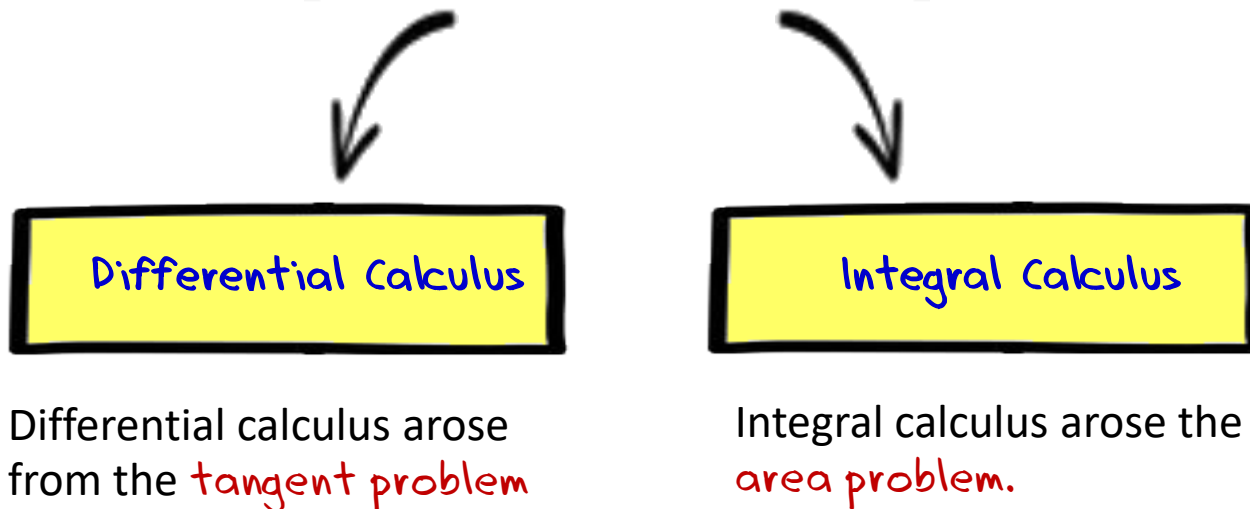 Differential Calculus
Integral Calculus
Differential calculus arose
from the tangent problem
Integral calculus arose the
area problem.